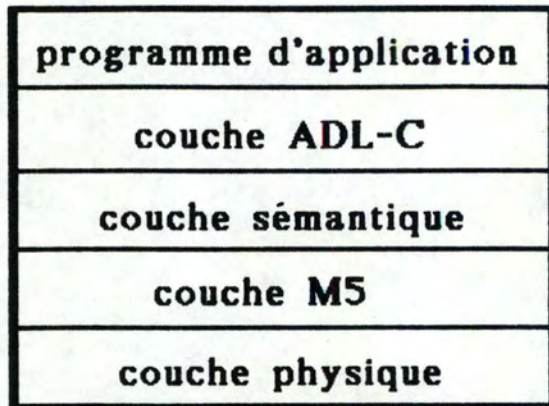 programme d'application
couche ADL-C
couche sémantique
couche M5
couche physique